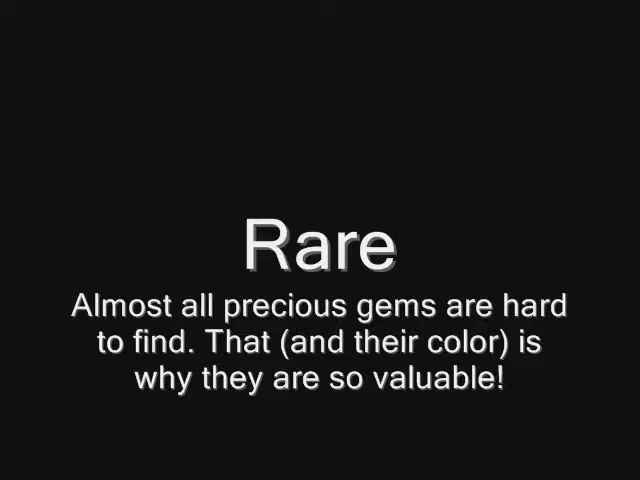 Rare
Almost all precious gems are hard
to find. That (and their color) is
why they are so valuable!